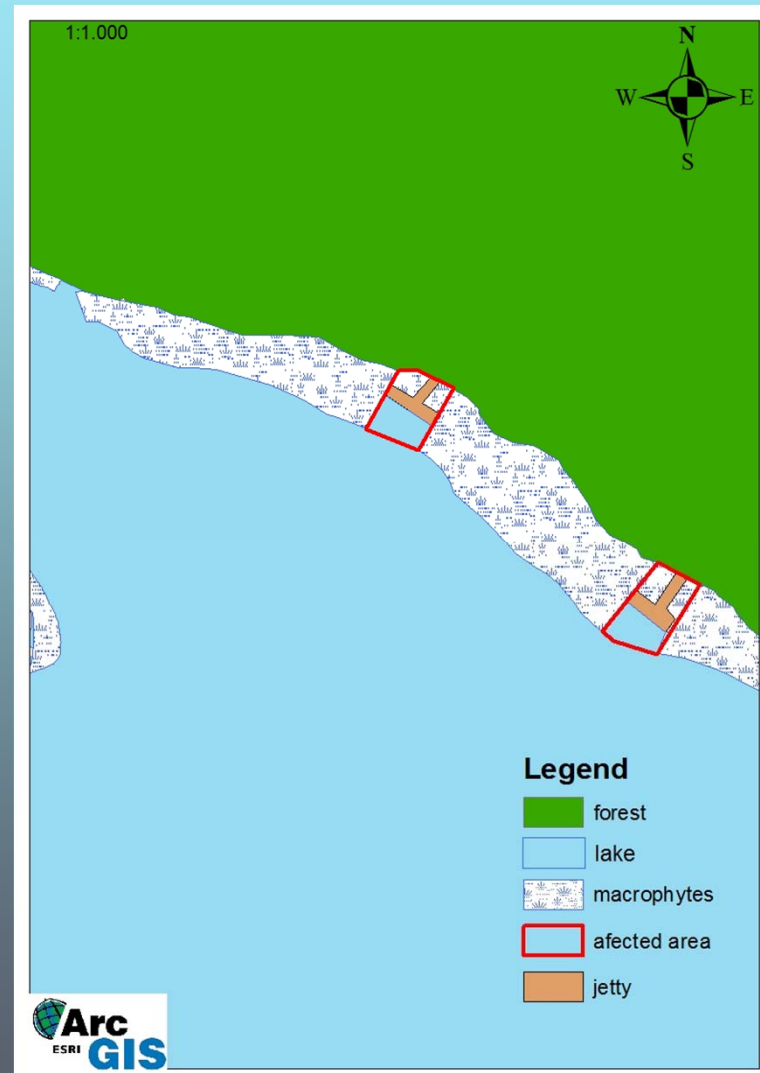 1:1.000
N
W E
S
Legend
forest
lake
macrophytes
afected area
jetty
Arc
ESRI GIS